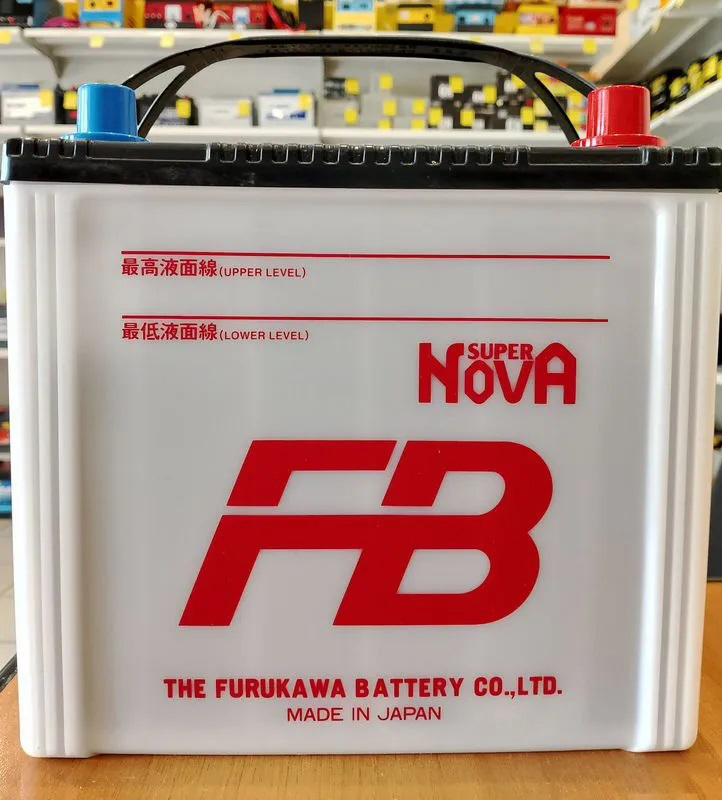 最高液面線(UPPER LEVEL)
最低液面線(LOWER LEVEL)
SUPER
NOVA
FB
THE FURUKAWA BATTERY CO.,LTD.
MADE IN JAPAN